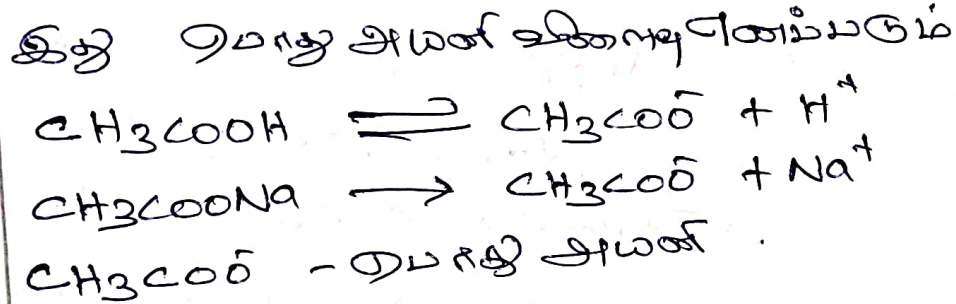 இது பொது அயனி விளைவு எனப்படும்
CH3COOH ⇌ CH3COO⁻ + H⁺
CH3COONa → CH3COO⁻ + Na⁺
CH3COO⁻ - பொது அயனி .